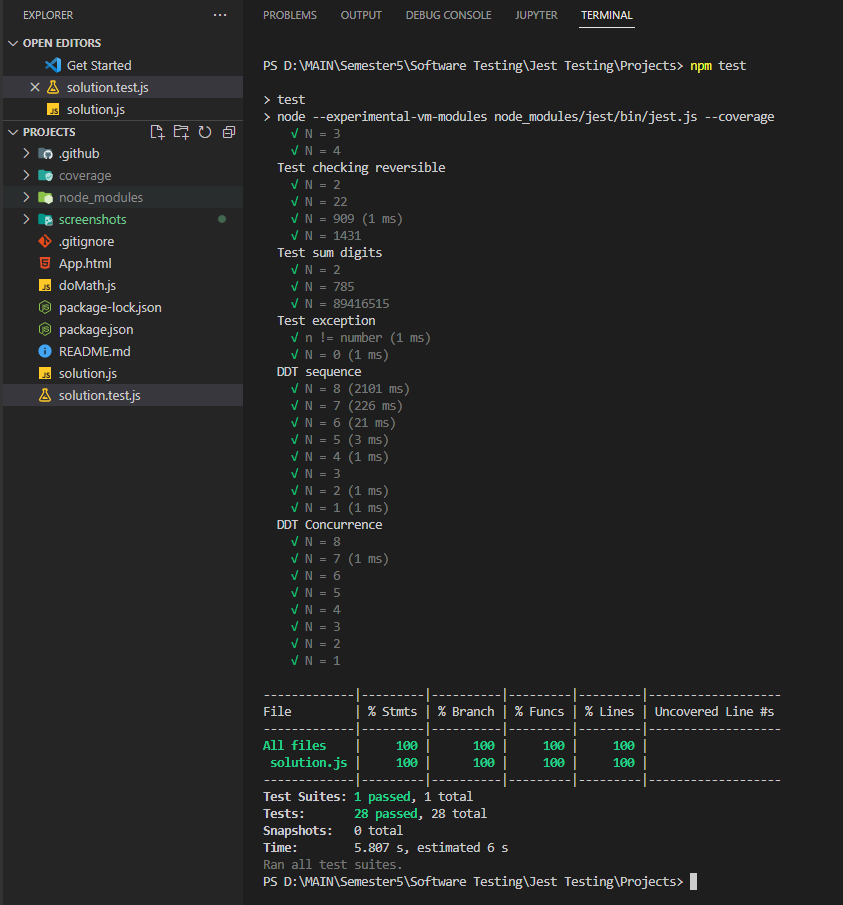 EXPLORER
...
OPEN EDITORS
Get Started
solution.test.js
JS solution.js
PROJECTS
.github
coverage
node_modules
screenshots
.gitignore
App.html
JS doMath.js
package-lock.json
package.json
README.md
JS solution.js
solution.test.js
PROBLEMS OUTPUT DEBUG CONSOLE JUPYTER TERMINAL
PS D:\MAIN\Semester5\Software Testing\Jest Testing\Projects> npm test
> test
> node --experimental-vm-modules node_modules/jest/bin/jest.js --coverage
√ N = 3
√ N = 4
Test checking reversible
√ N = 2
√ N = 22
√ N = 909 (1 ms)
√ N = 1431
Test sum digits
√ N = 2
√ N = 785
√ N = 89416515
Test exception
√ n != number (1 ms)
√ N = 0 (1 ms)
DDT sequence
√ N = 8 (2101 ms)
√ N = 7 (226 ms)
√ N = 6 (21 ms)
√ N = 5 (3 ms)
√ N = 4 (1 ms)
√ N = 3
√ N = 2 (1 ms)
√ N = 1 (1 ms)
DDT Concurrence
√ N = 8
√ N = 7 (1 ms)
√ N = 6
√ N = 5
√ N = 4
√ N = 3
√ N = 2
√ N = 1
-------------|---------|----------|---------|---------|-------------------
File | % Stmts | % Branch | % Funcs | % Lines | Uncovered Line #s
-------------|---------|----------|---------|---------|-------------------
All files | 100 | 100 | 100 | 100 |
solution.js | 100 | 100 | 100 | 100 |
-------------|---------|----------|---------|---------|-------------------
Test Suites: 1 passed, 1 total
Tests: 28 passed, 28 total
Snapshots: 0 total
Time: 5.807 s, estimated 6 s
Ran all test suites.
PS D:\MAIN\Semester5\Software Testing\Jest Testing\Projects>